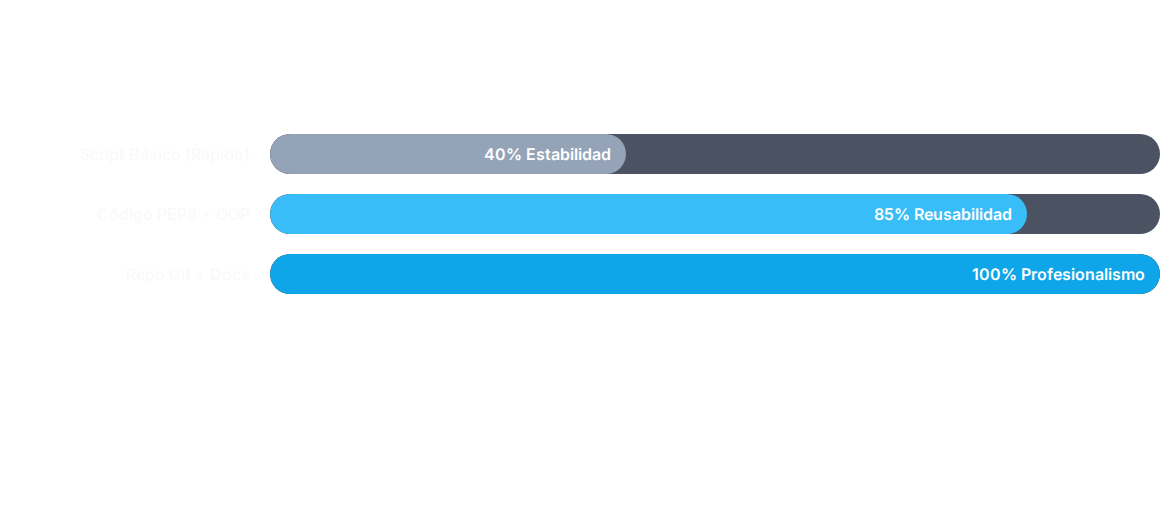 Script Básico (Rápido)
40% Estabilidad
Código PEP8 + OOP
85% Reusabilidad
Repo Git + Docs
100% Profesionalismo